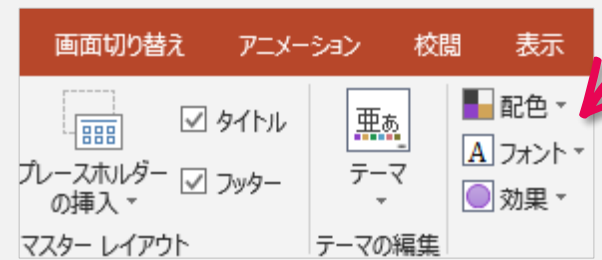 画面切り替え アニメーション 校閲 表示
プレースホルダー
の挿入
タイトル
フッター
マスター レイアウト
亜あ
テーマ
テーマの編集
配色
A フォント
効果